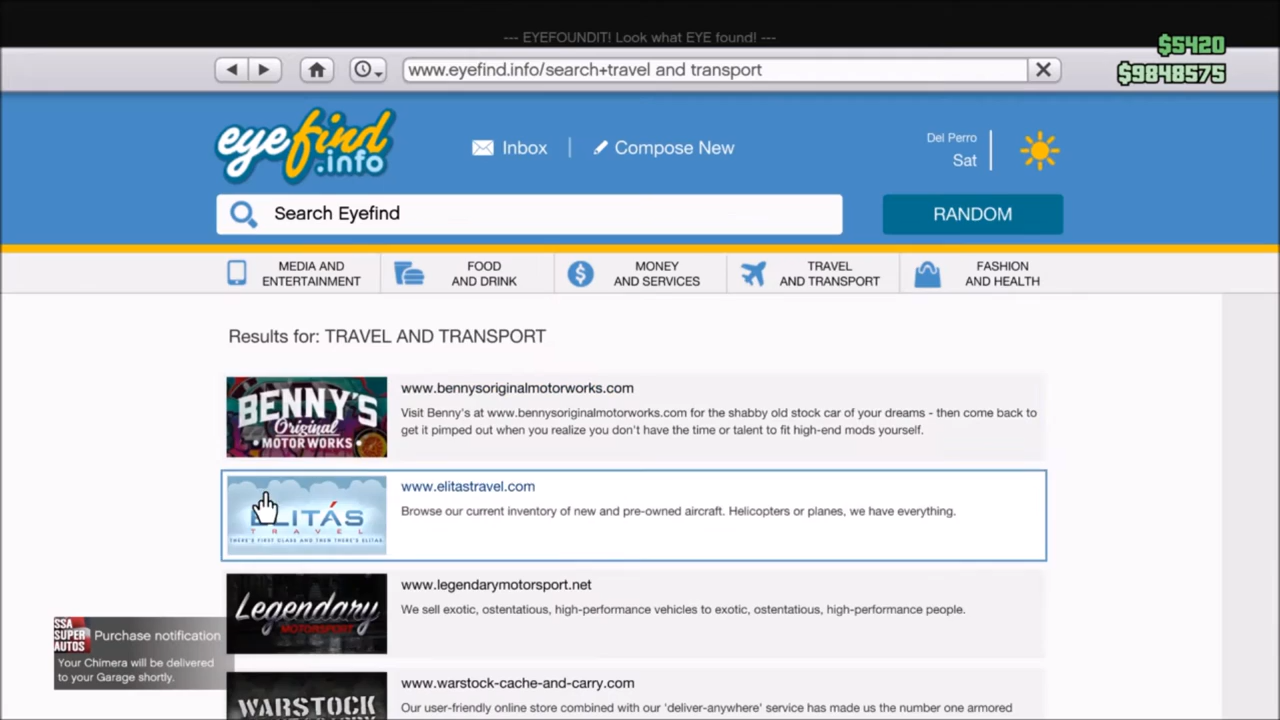 --- EYEFOUNDIT! Look what EYE found! ---
$5420
www.eyefind.info/search+travel and transport
$9848575
eyefind
.info
Inbox
Compose New
Del Perro
Sat
Search Eyefind
RANDOM
MEDIA AND
ENTERTAINMENT
FOOD
AND DRINK
MONEY
AND SERVICES
TRAVEL
AND TRANSPORT
FASHION
AND HEALTH
Results for: TRAVEL AND TRANSPORT
BENNY'S
Original
MOTOR WORKS
www.bennysoriginalmotorworks.com
Visit Benny's at www.bennysoriginalmotorworks.com for the shabby old stock car of your dreams - then come back to
get it pimped out when you realize you don't have the time or talent to fit high-end mods yourself.
ELITÁS
TRAVEL
THERE'S FIRST CLASS AND THEN THERE'S ELITAS
www.elitastravel.com
Browse our current inventory of new and pre-owned aircraft. Helicopters or planes, we have everything.
Legendary
MOTORSPORT
www.legendarymotorsport.net
We sell exotic, ostentatious, high-performance vehicles to exotic, ostentatious, high-performance people.
SSA
SUPER
AUTOS
Purchase notification
Your Chimera will be delivered
to your Garage shortly.
WARSTOCK
www.warstock-cache-and-carry.com
Our user-friendly online store combined with our 'deliver-anywhere' service has made us the number one armored